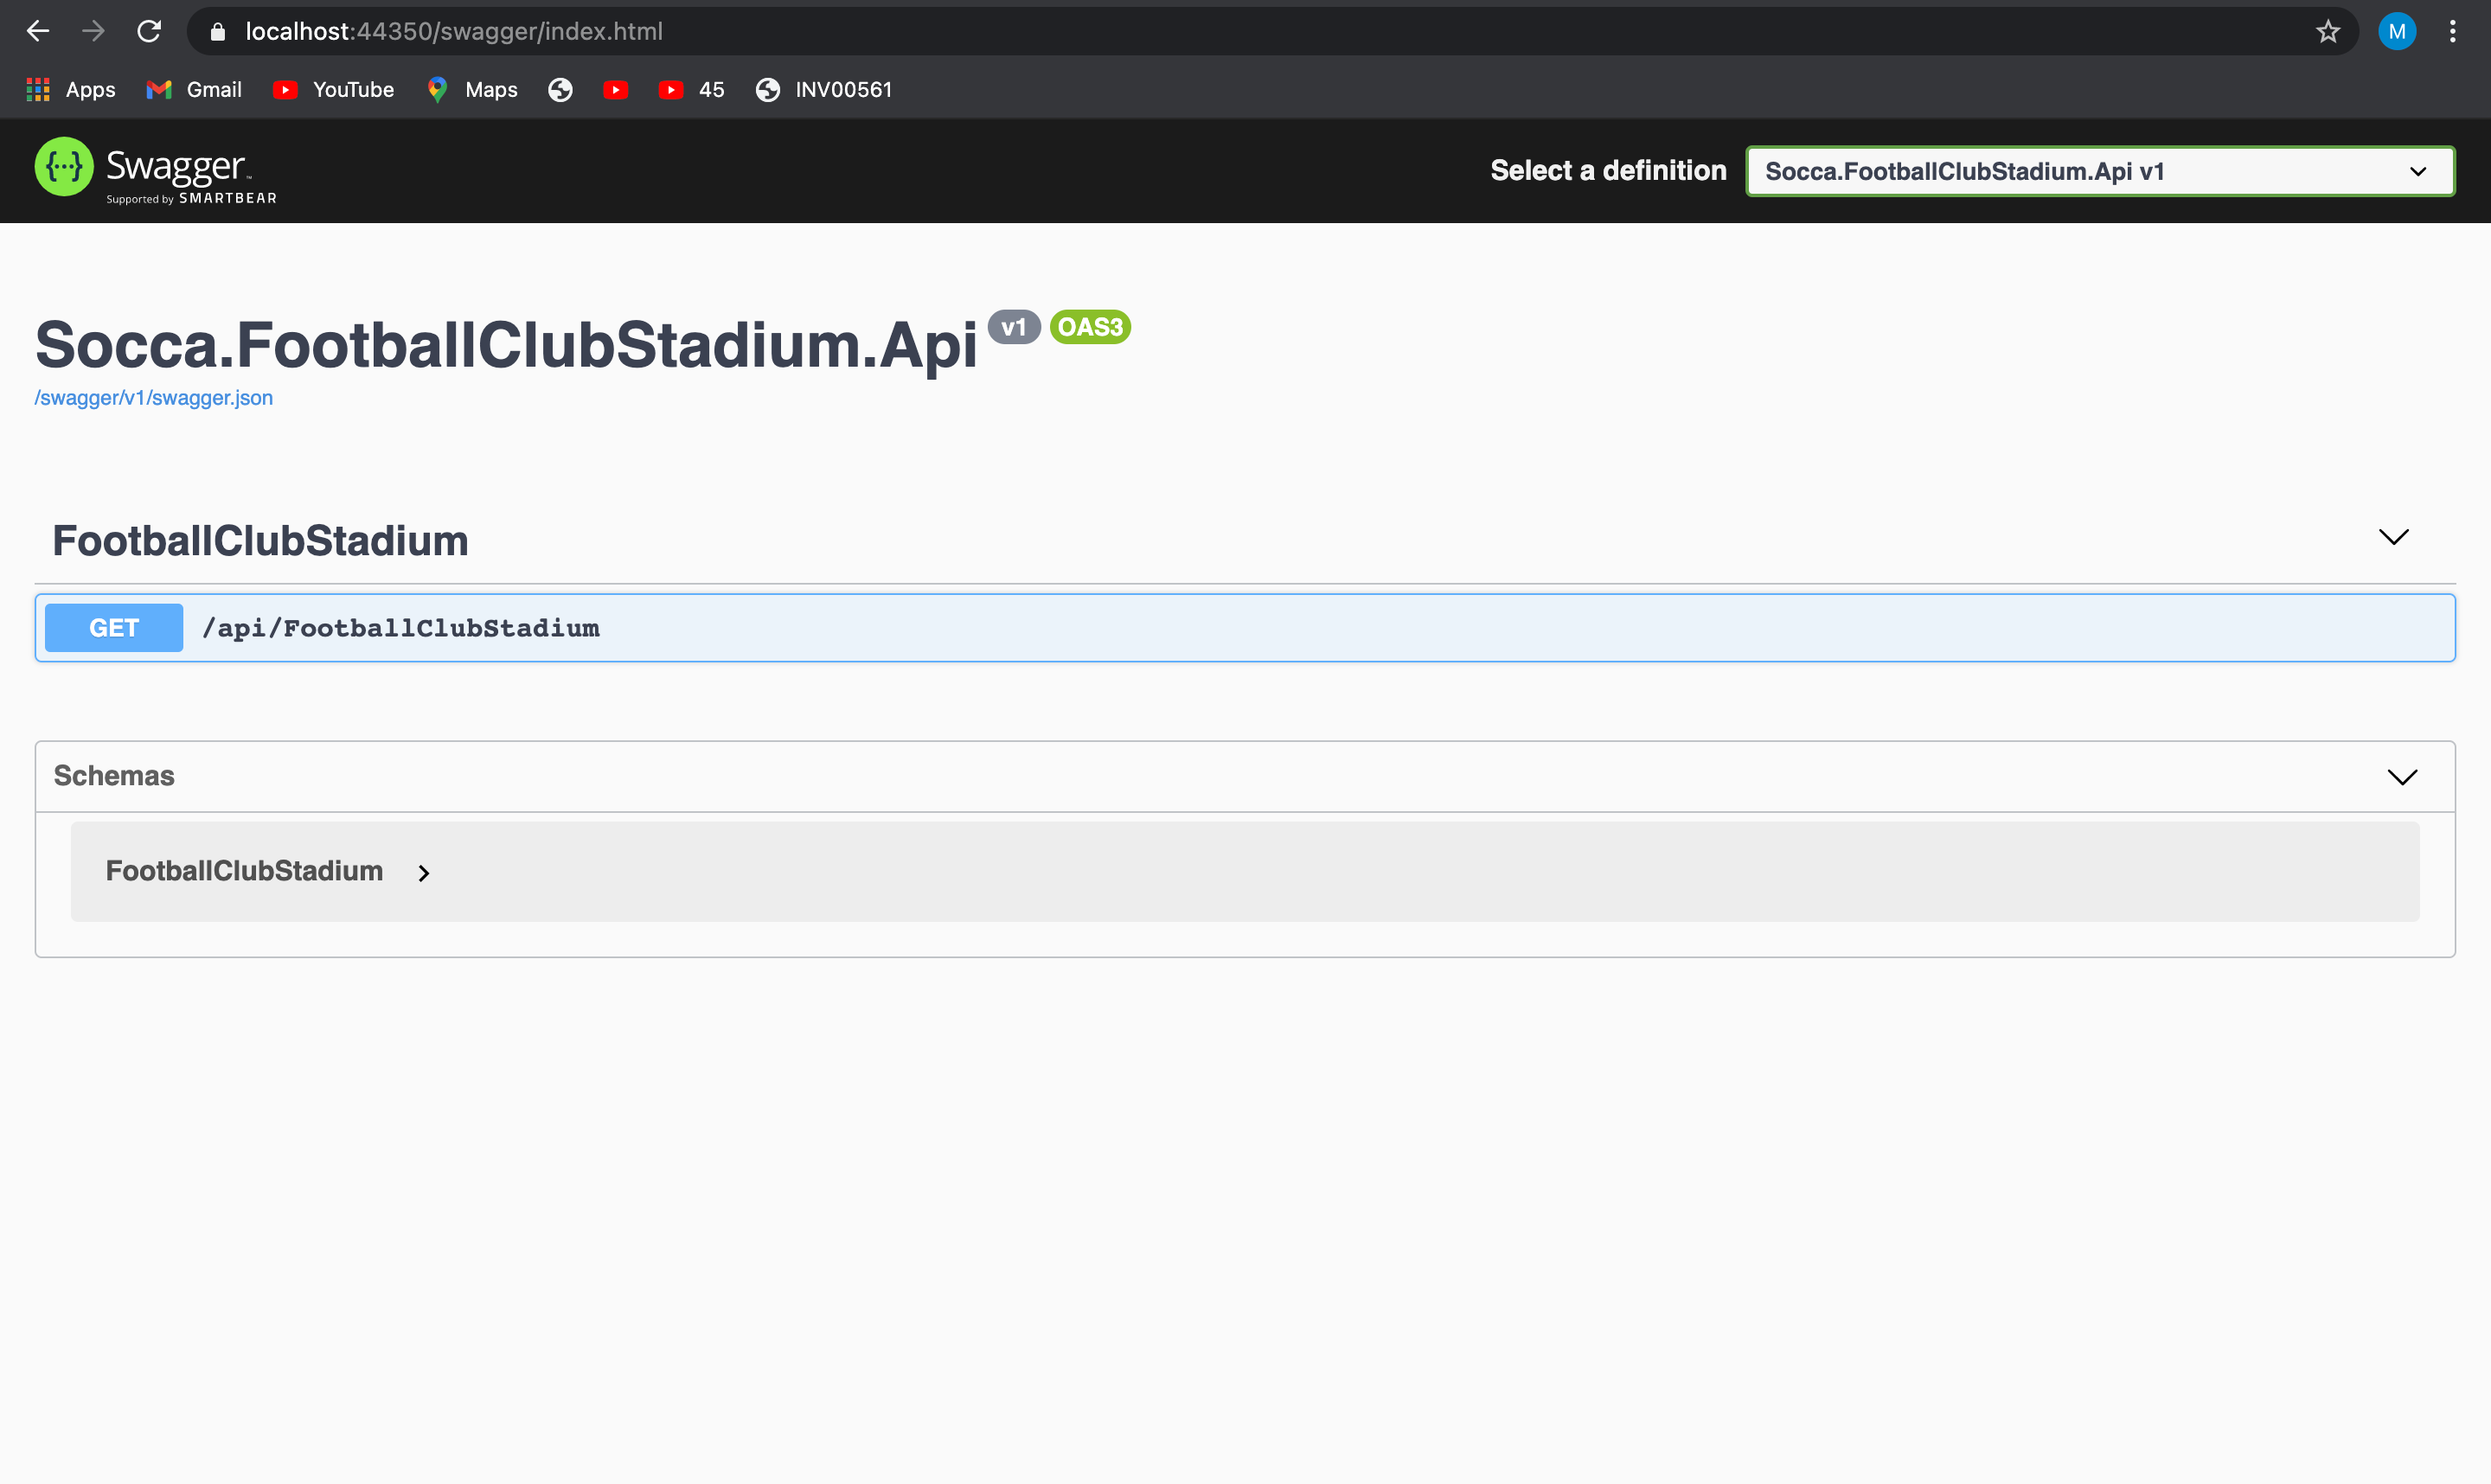 localhost:44350/swagger/index.html
M
Apps Gmail YouTube Maps 45 INV00561
{···} Swagger™
Supported by SMARTBEAR
Select a definition Socca.FootballClubStadium.Api v1
Socca.FootballClubStadium.Api v1 OAS3
/swagger/v1/swagger.json
FootballClubStadium
GET /api/FootballClubStadium
Schemas
FootballClubStadium